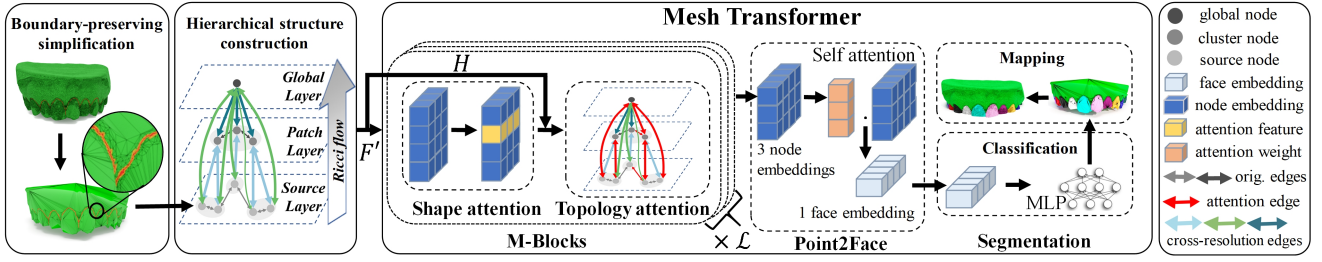 Boundary-preserving
simplification
Hierarchical structure
construction
Global
Layer
Patch
Layer
Source
Layer
Ricci flow
Mesh Transformer
F'
H
Shape attention
Topology attention
M-Blocks
× ℒ
Self attention
3 node
embeddings
1 face embedding
Point2Face
Mapping
Classification
MLP
Segmentation
global node
cluster node
source node
face embedding
node embedding
attention feature
attention weight
orig. edges
attention edge
cross-resolution edges